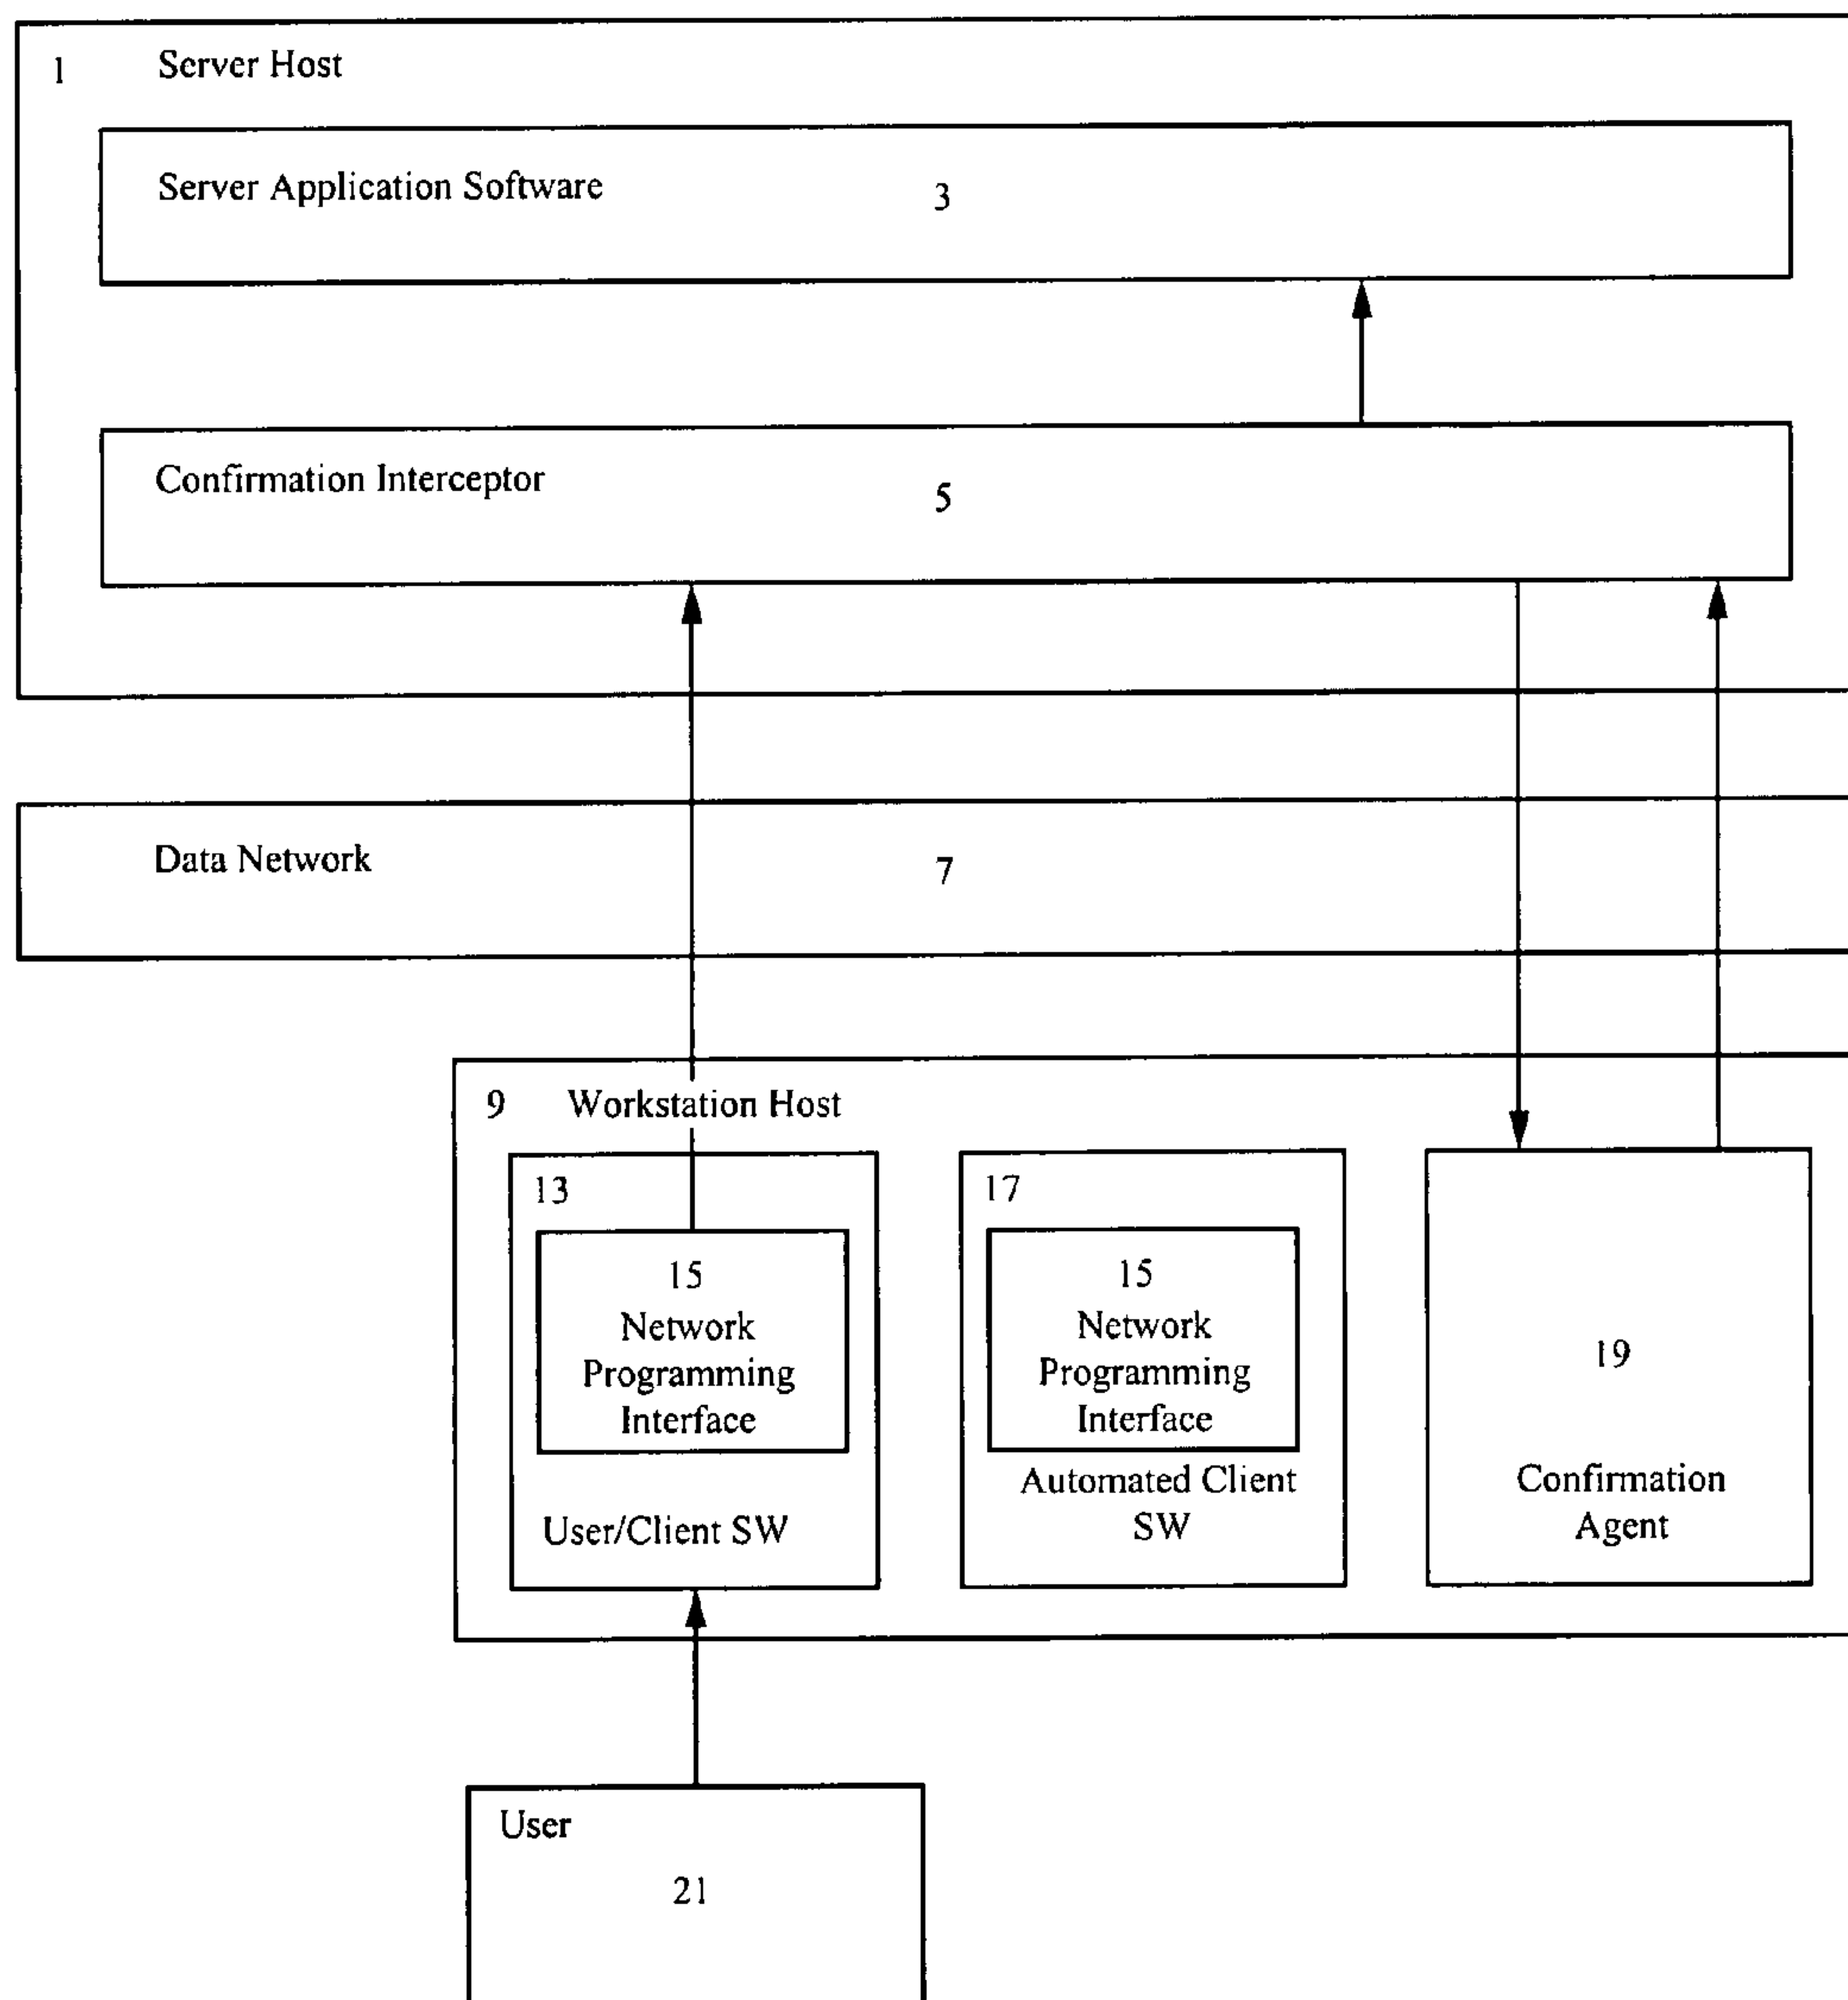 1 Server Host
Server Application Software 3
Confirmation Interceptor 5
Data Network 7
9 Workstation Host
13
15
Network
Programming
Interface
User/Client SW
17
15
Network
Programming
Interface
Automated Client
SW
19
Confirmation
Agent
User
21